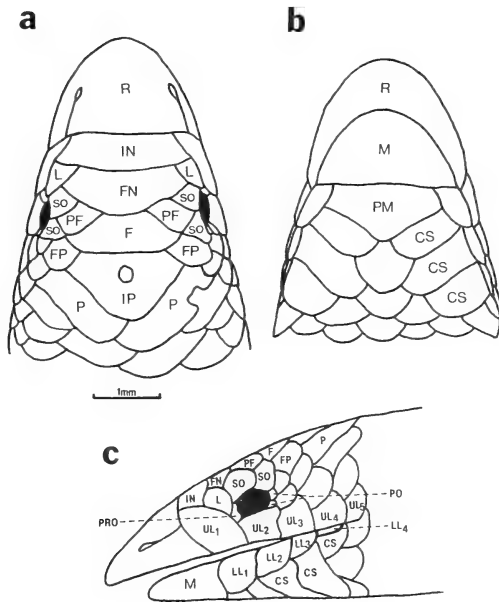 a
R
IN
L L
FN
SO SO
PF PF
SO F SO
FP FP
IP
P P
1mm
b
R
M
PM
CS
CS
CS
c
P
F
PF FP
FN SO SO
IN L
PRO PO
UL1 UL2 UL3 UL4 UL5
LL4
M LL1 LL2 LL3 CS
CS CS